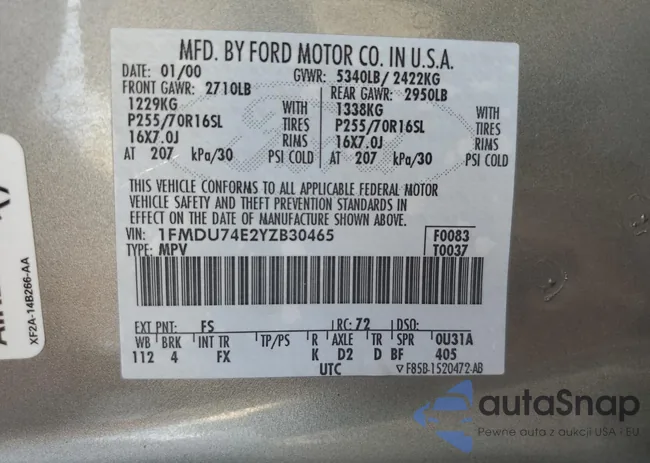 MFD. BY FORD MOTOR CO. IN U.S.A.
DATE: 01/00 GVWR: 5340LB/ 2422KG
FRONT GAWR: 2710LB REAR GAWR: 2950LB
1229KG WITH 1338KG WITH
P255/70R16SL TIRES P255/70R16SL TIRES
16X7.0J RIMS 16X7.0J RIMS
AT 207 kPa/30 PSI COLD AT 207 kPa/30 PSI COLD
THIS VEHICLE CONFORMS TO ALL APPLICABLE FEDERAL MOTOR
VEHICLE SAFETY AND THEFT PREVENTION STANDARDS IN
EFFECT ON THE DATE OF MANUFACTURE SHOWN ABOVE.
VIN: 1FMDU74E2YZB30465 F0083
TYPE: MPV T0037
EXT PNT: FS RC: 72 DSO:
WB BRK INT TR TP/PS R AXLE TR SPR 0U31A
112 4 FX K D2 D BF 405
UTC F85B-1520472-AB
XF2A-14B266-AA
autoSnap
Pewne auta z aukcji USA i EU